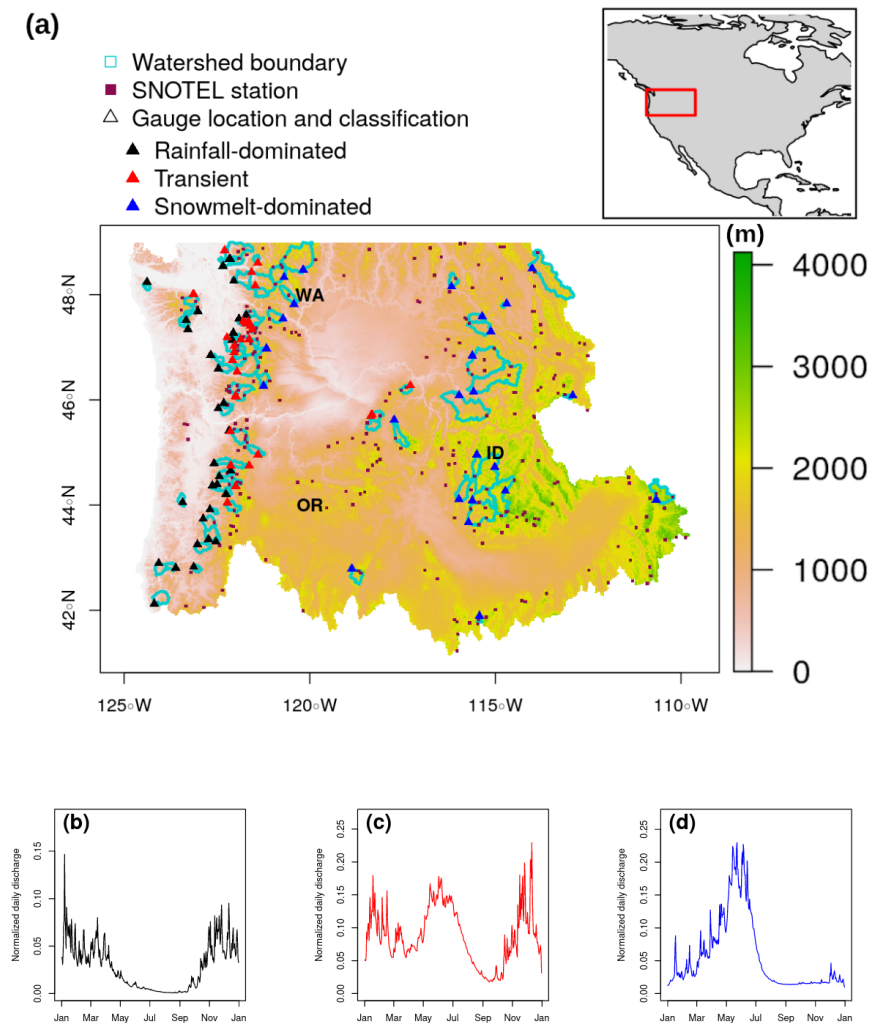 (a)
Watershed boundary
SNOTEL station
Gauge location and classification
Rainfall-dominated
Transient
Snowmelt-dominated
(m)
4000
3000
2000
1000
0
48○N
46○N
44○N
42○N
WA
ID
OR
125○W 120○W 115○W 110○W
(b)
Normalized daily discharge
0.15
0.10
0.05
0.00
Jan Mar May Jul Sep Nov Jan
(c)
Normalized daily discharge
0.25
0.20
0.15
0.10
0.05
0.00
Jan Mar May Jul Sep Nov Jan
(d)
Normalized daily discharge
0.25
0.20
0.15
0.10
0.05
0.00
Jan Mar May Jul Sep Nov Jan